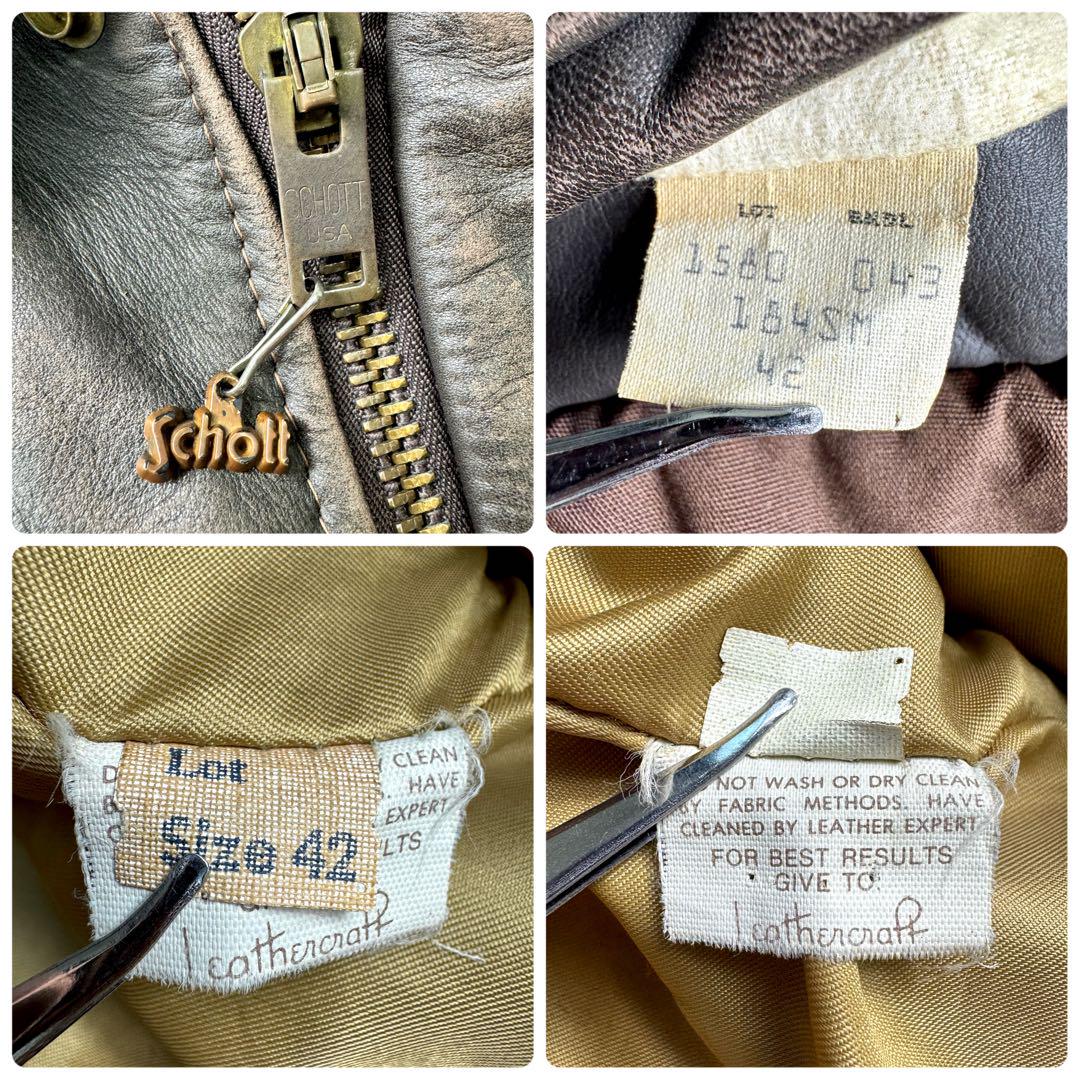 SCHOTT
USA
Schott
LOT BNDL
1580 043
184SM
42
Lot
Size 42
D CLEAN
HAVE
EXPERT
LTS
Leathercraft
NOT WASH OR DRY CLEAN
BY FABRIC METHODS. HAVE
CLEANED BY LEATHER EXPERT
FOR BEST RESULTS
GIVE TO:
Leathercraft